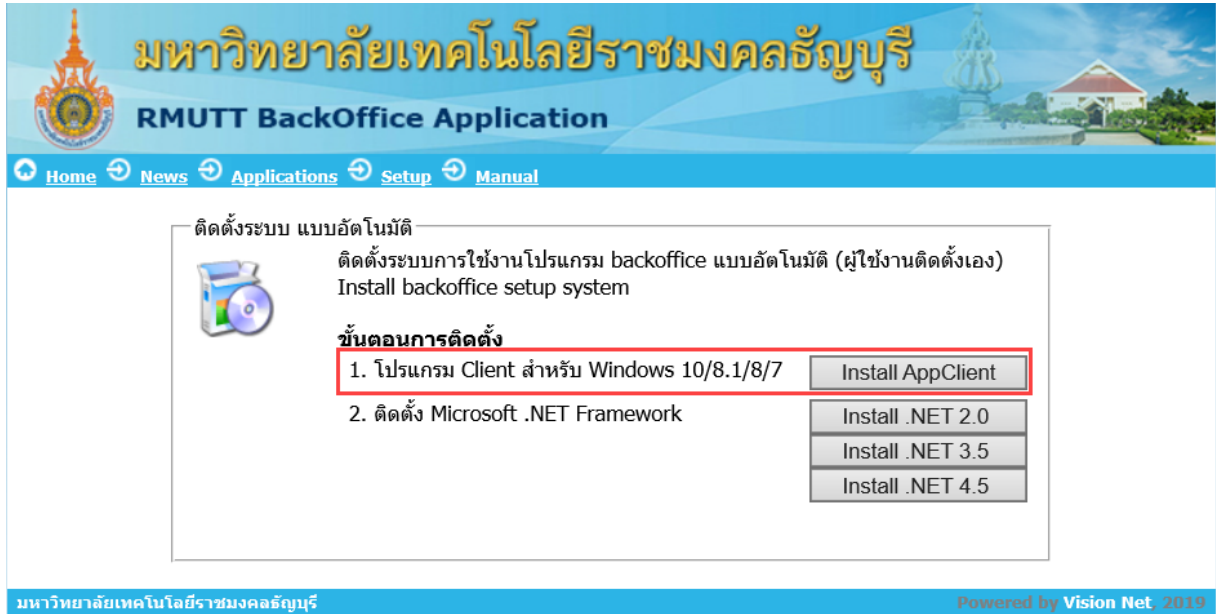 มหาวิทยาลัยเทคโนโลยีราชมงคลธัญบุรี
RMUTT BackOffice Application
Home News Applications Setup Manual
ติดตั้งระบบ แบบอัตโนมัติ
ติดตั้งระบบการใช้งานโปรแกรม backoffice แบบอัตโนมัติ (ผู้ใช้งานติดตั้งเอง)
Install backoffice setup system
ขั้นตอนการติดตั้ง
1. โปรแกรม Client สำหรับ Windows 10/8.1/8/7 Install AppClient
2. ติดตั้ง Microsoft .NET Framework Install .NET 2.0
Install .NET 3.5
Install .NET 4.5
มหาวิทยาลัยเทคโนโลยีราชมงคลธัญบุรี Powered by Vision Net, 2019